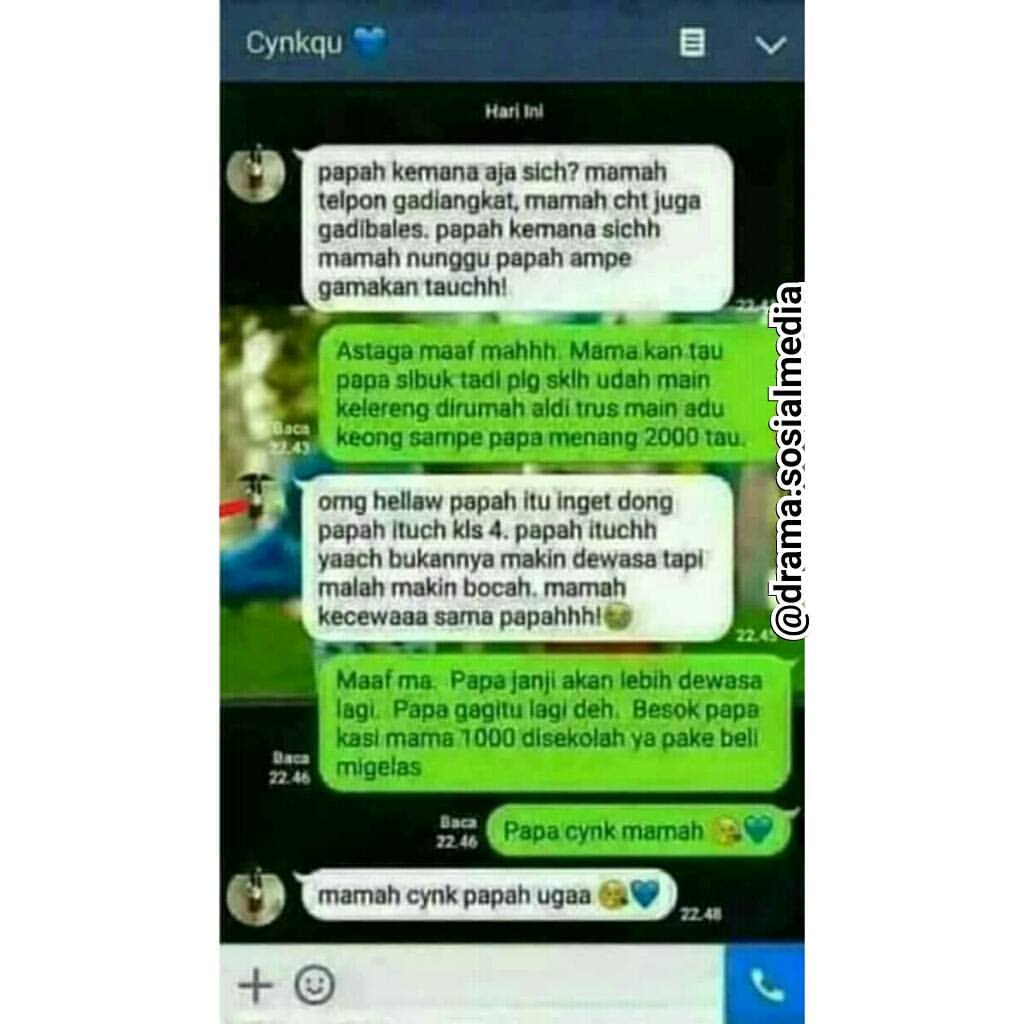 Cynkqu 💙
Hari Ini
papah kemana aja sich? mamah
telpon gadiangkat, mamah cht juga
gadibales. papah kemana sichh
mamah nunggu papah ampe
gamakan tauchh!
Astaga maaf mahhh. Mama kan tau
papa sibuk tadi plg sklh udah main
kelereng dirumah aldi trus main adu
keong sampe papa menang 2000 tau.
Baca
22.43
omg hellaw papah itu inget dong
papah ituch kls 4. papah ituchh
yaach bukannya makin dewasa tapi
malah makin bocah. mamah
kecewaaa sama papahhh!😭
22.45
Maaf ma. Papa janji akan lebih dewasa
lagi. Papa gagitu lagi deh. Besok papa
kasi mama 1000 disekolah ya pake beli
migelas
Baca
22.46
Papa cynk mamah 😘💙
Baca
22.46
mamah cynk papah ugaa 😘💙
22.48
@drama.sosialmedia